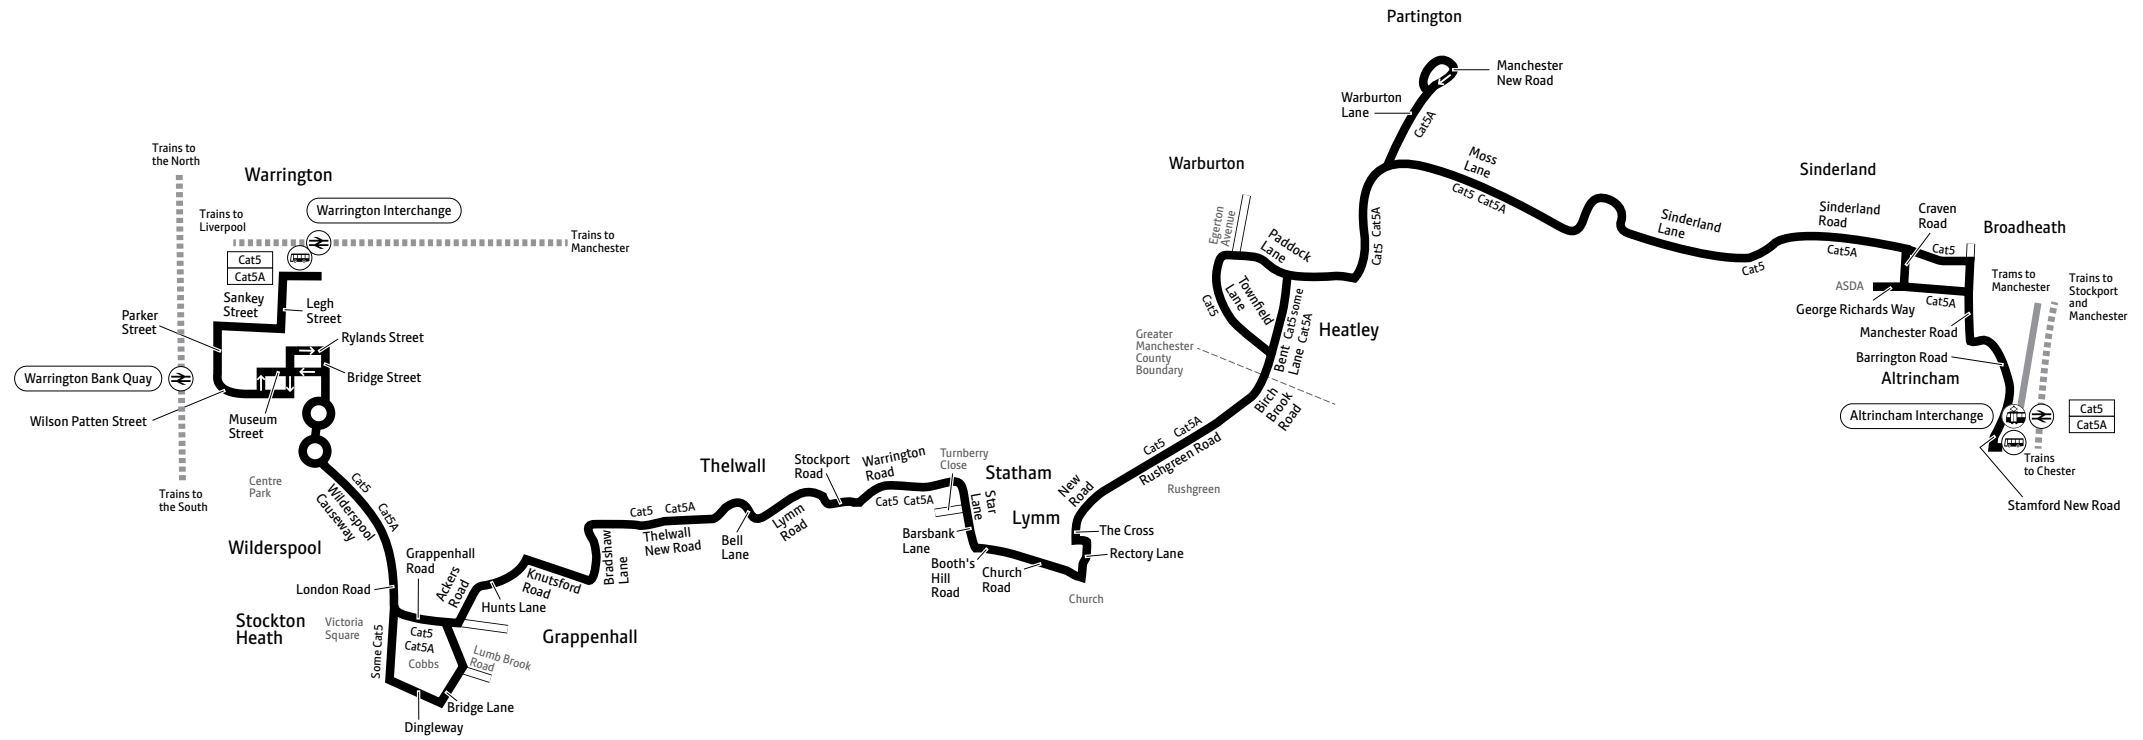 Partington
Manchester
New Road
Warburton
Lane
Cat5A
Trains to
the North
Warrington
Warrington Interchange
Trains to
Liverpool
Trains to
Manchester
Cat5
Cat5A
Sankey
Street
Legh
Street
Parker
Street
Rylands Street
Warrington Bank Quay
Bridge Street
Wilson Patten Street
Museum
Street
Trains to
the South
Centre
Park
Cat5
Cat5A
Wilderspool
Causeway
Wilderspool
London Road
Grappenhall
Road
Ackers
Road
Stockton
Heath
Victoria
Square
Some Cat5
Cat5
Cat5A
Cobbs
Lumb Brook
Road
Bridge Lane
Dingleway
Hunts Lane
Grappenhall
Knutsford
Road
Bradshaw
Lane
Cat5 Cat5A
Thelwall
New Road
Thelwall
Bell
Lane
Lymm
Road
Stockport
Road
Warrington
Road
Cat5 Cat5A
Turnberry
Close
Statham
Star
Lane
Barsbank
Lane
Booth's
Hill
Road
Lymm
Church
Road
Church
The Cross
Rectory Lane
New
Road
Cat5 Cat5A
Rushgreen Road
Rushgreen
Birch
Brook
Road
Greater
Manchester
County
Boundary
Heatley
Bent
Lane
Cat5 some
Cat5A
Townfield
Lane
Cat5
Warburton
Egerton
Avenue
Paddock
Lane
Cat5 Cat5A
Moss
Lane
Cat5 Cat5A
Sinderland
Lane
Cat5
Sinderland
Sinderland
Road
Cat5A
Craven
Road
Cat5
Broadheath
ASDA
Cat5A
George Richards Way
Manchester Road
Barrington Road
Trams to
Manchester
Trains to
Stockport
and
Manchester
Altrincham
Altrincham Interchange
Cat5
Cat5A
Trains
to Chester
Stamford New Road